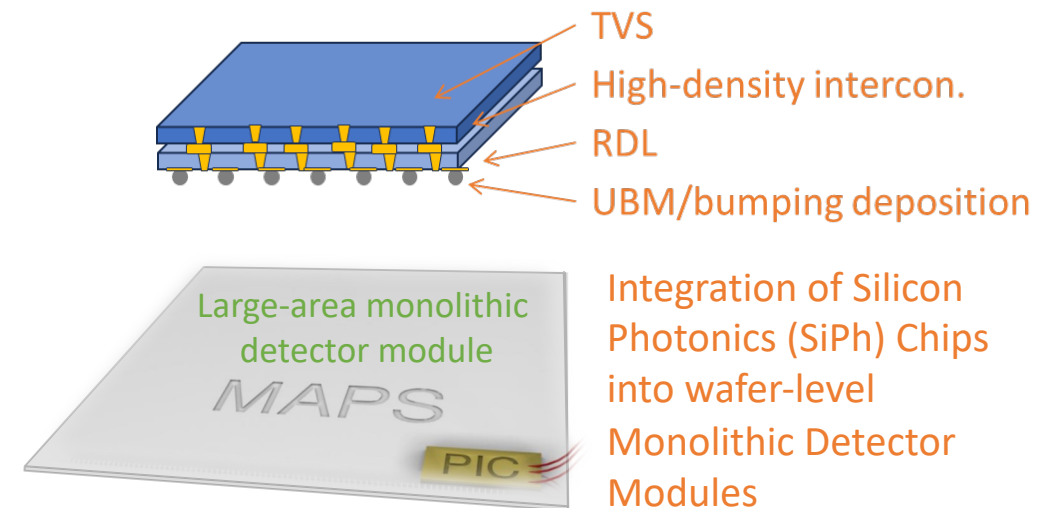 TVS
High-density intercon.
RDL
UBM/bumping deposition
Large-area monolithic
detector module
MAPS
PIC
Integration of Silicon
Photonics (SiPh) Chips
into wafer-level
Monolithic Detector
Modules